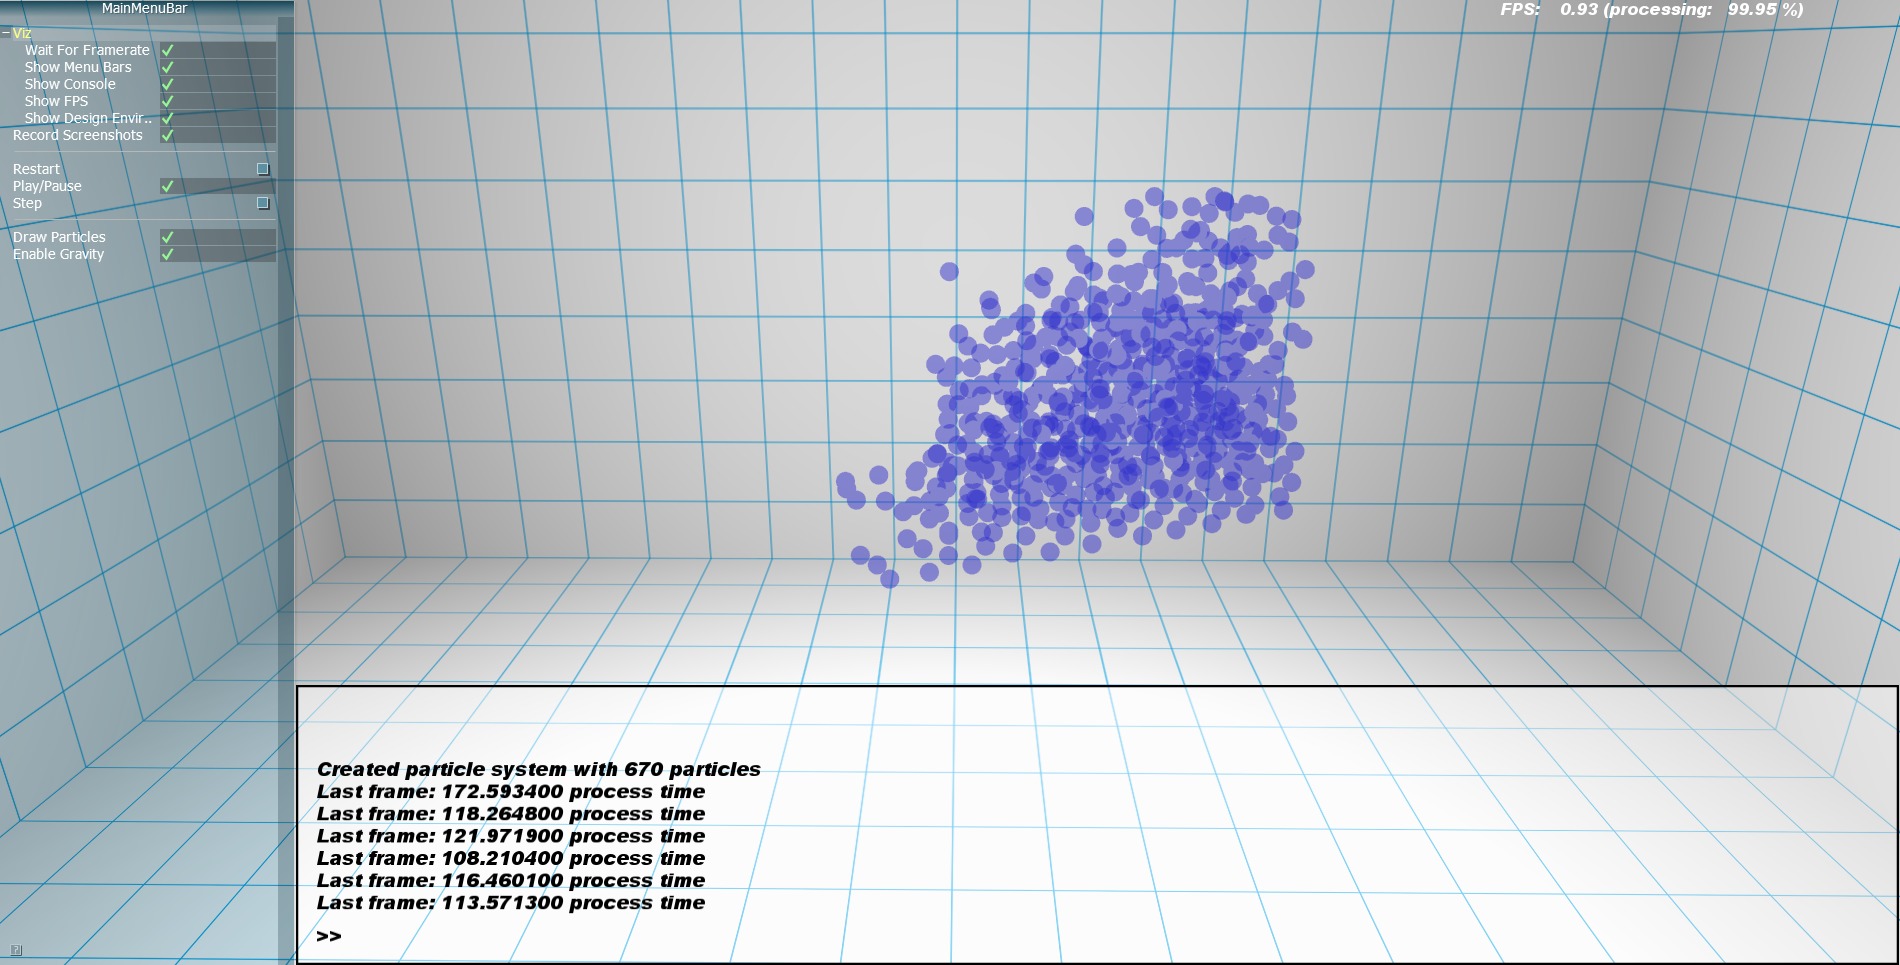 MainMenuBar
Viz
Wait For Framerate
Show Menu Bars
Show Console
Show FPS
Show Design Envir..
Record Screenshots
Restart
Play/Pause
Step
Draw Particles
Enable Gravity
FPS: 0.93 (processing: 99.95 %)
Created particle system with 670 particles
Last frame: 172.593400 process time
Last frame: 118.264800 process time
Last frame: 121.971900 process time
Last frame: 108.210400 process time
Last frame: 116.460100 process time
Last frame: 113.571300 process time
>>
?